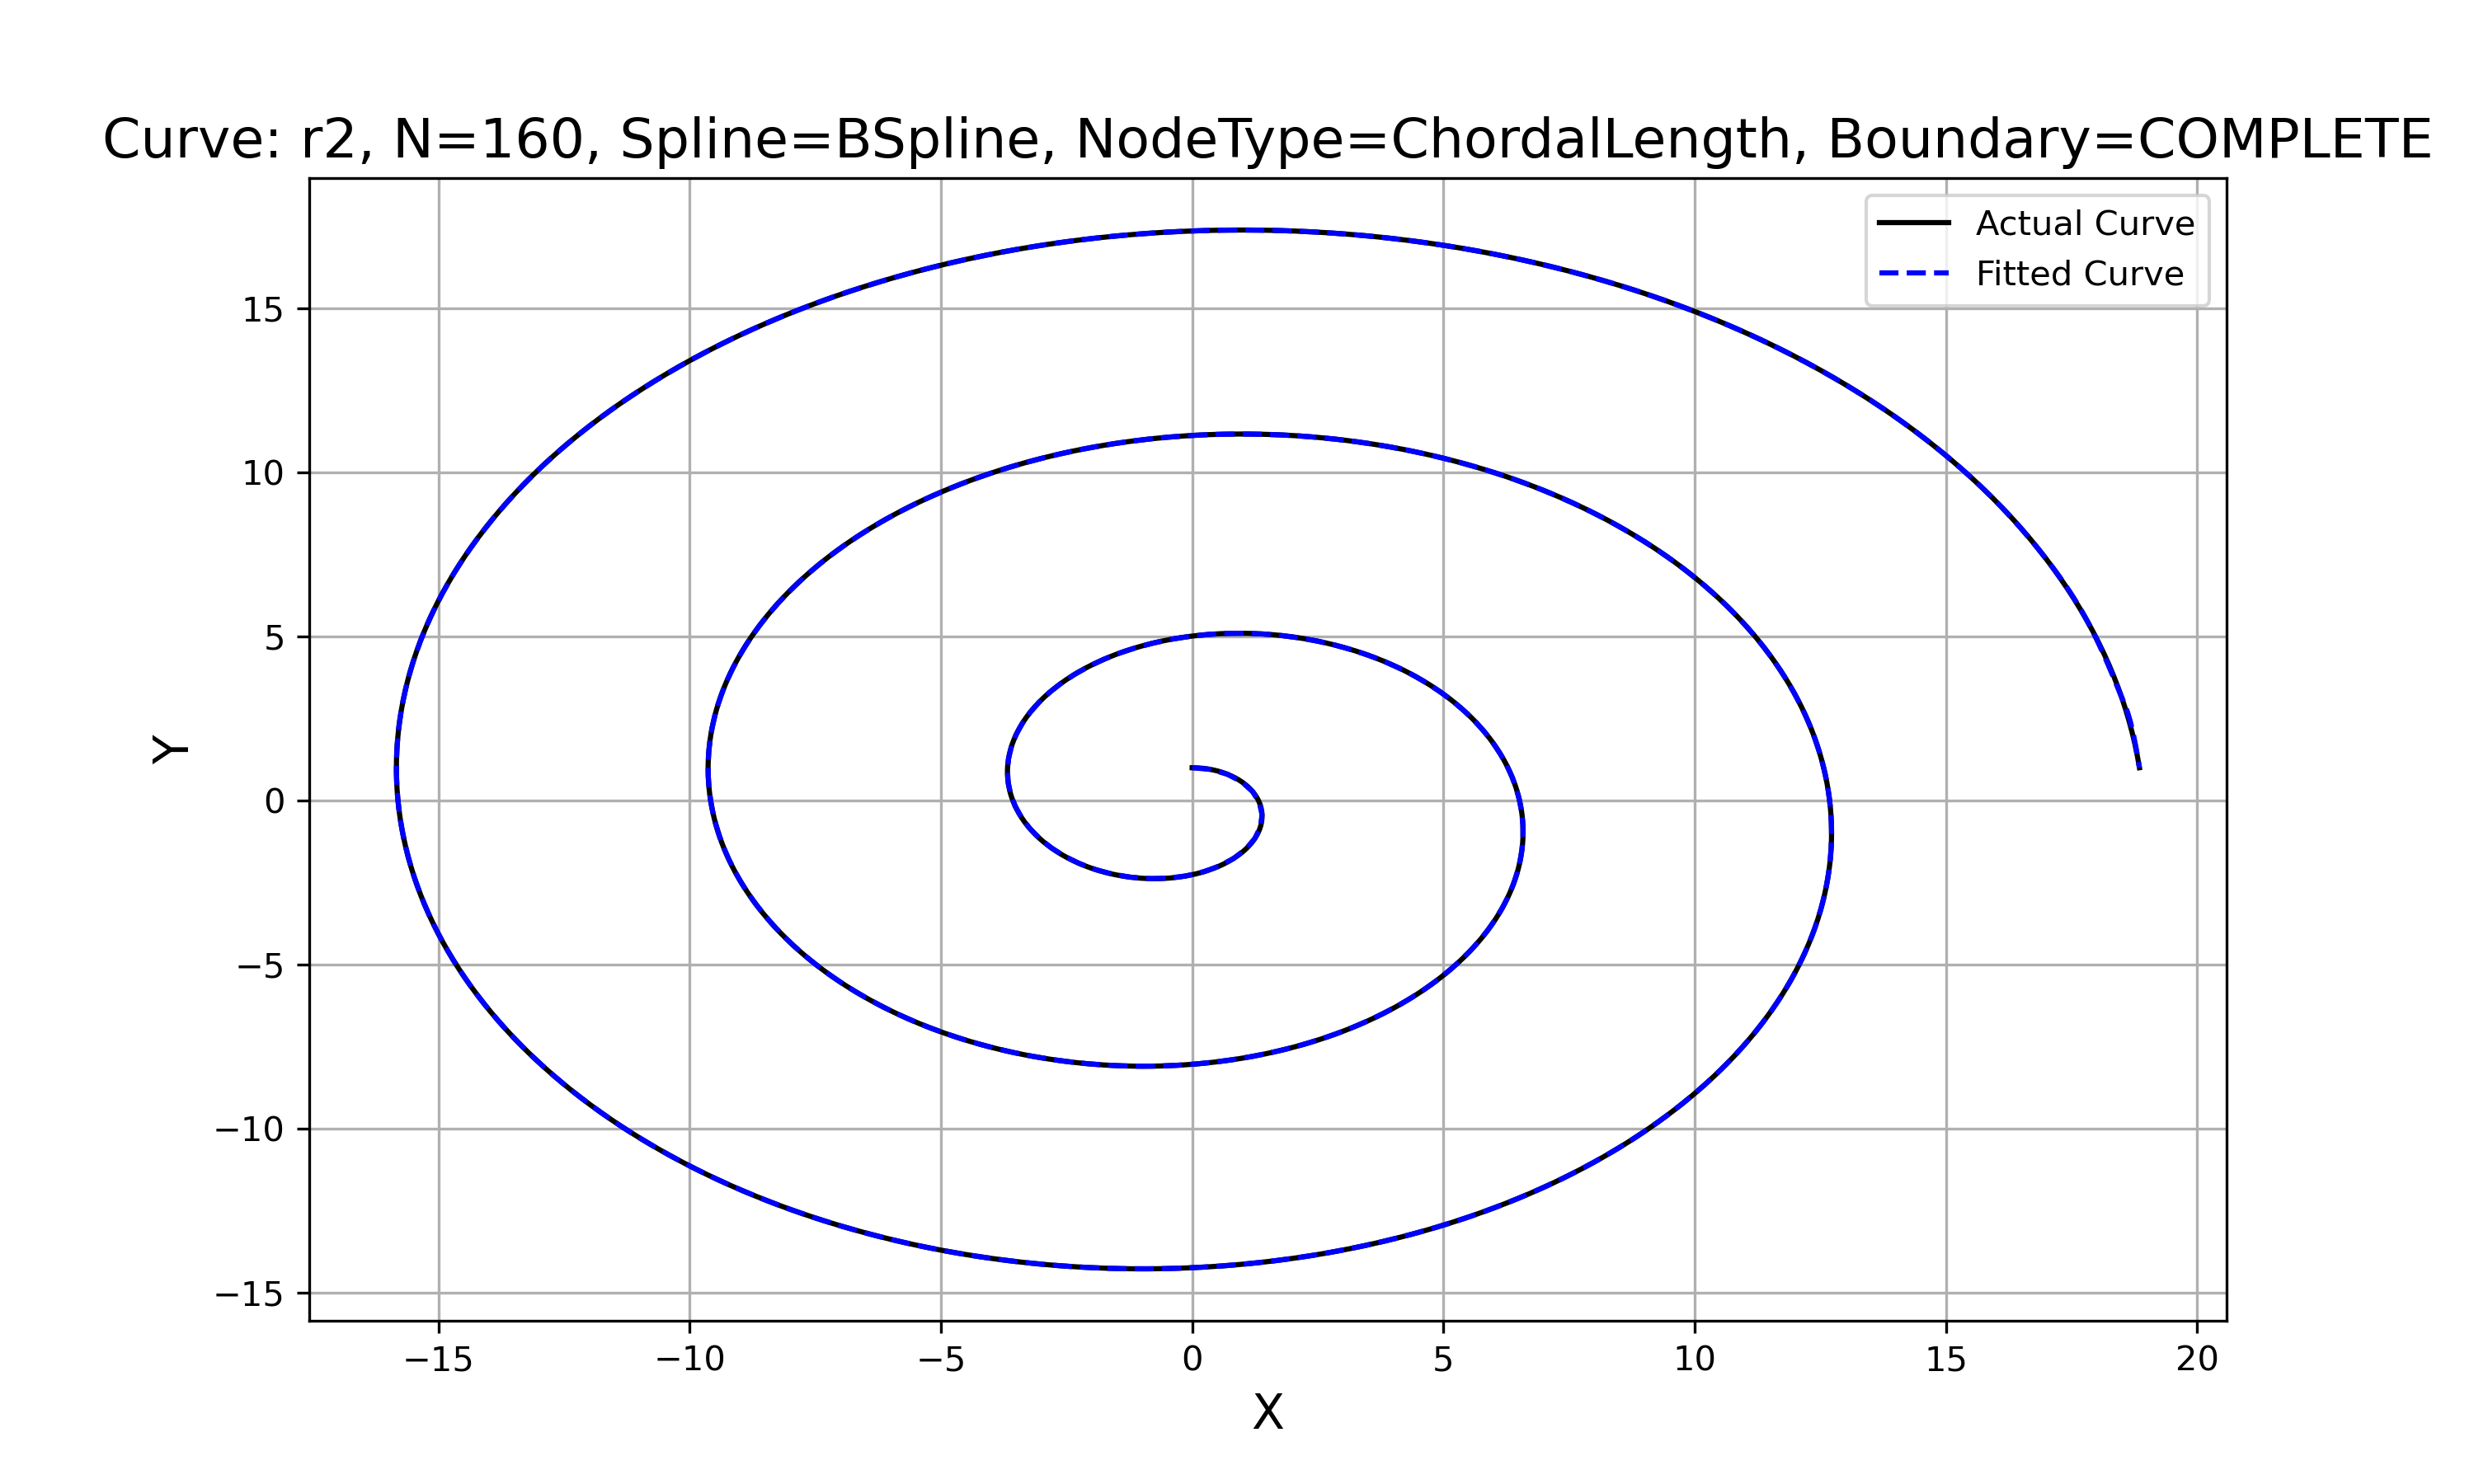 Curve: r2, N=160, Spline=BSpline, NodeType=ChordalLength, Boundary=COMPLETE
Actual Curve
Fitted Curve
15
10
5
0
−5
−10
−15
Y
−15 −10 −5 0 5 10 15 20
X